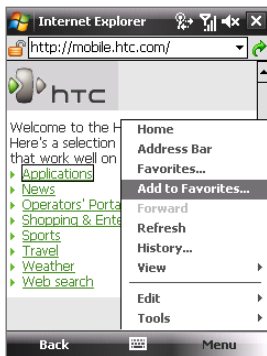 Internet Explorer
http://mobile.htc.com/
hTC
Welcome to the H
Here's a selection
that work well on
Applications
News
Operators' Porta
Shopping & Ente
Sports
Travel
Weather
Web search
Home
Address Bar
Favorites...
Add to Favorites...
Forward
Refresh
History...
View
Edit
Tools
Back
Menu